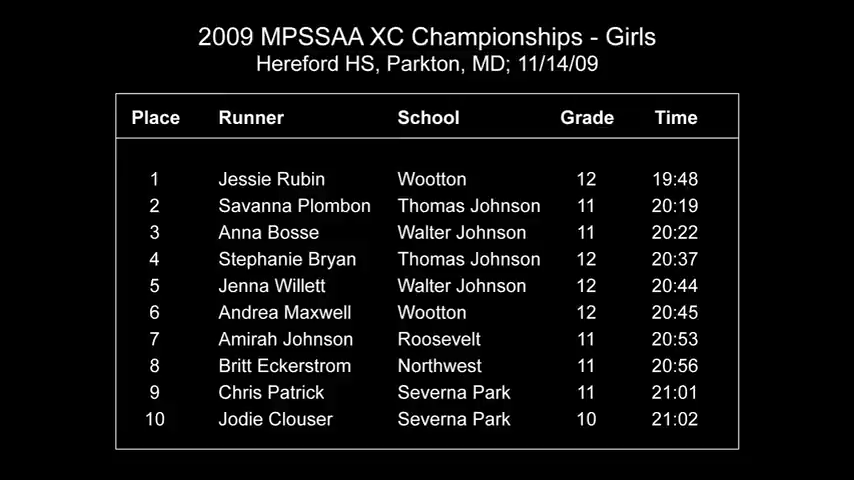 2009 MPSSAA XC Championships - Girls
Hereford HS, Parkton, MD; 11/14/09
Place Runner School Grade Time
1 Jessie Rubin Wootton 12 19:48
2 Savanna Plombon Thomas Johnson 11 20:19
3 Anna Bosse Walter Johnson 11 20:22
4 Stephanie Bryan Thomas Johnson 12 20:37
5 Jenna Willett Walter Johnson 12 20:44
6 Andrea Maxwell Wootton 12 20:45
7 Amirah Johnson Roosevelt 11 20:53
8 Britt Eckerstrom Northwest 11 20:56
9 Chris Patrick Severna Park 11 21:01
10 Jodie Clouser Severna Park 10 21:02